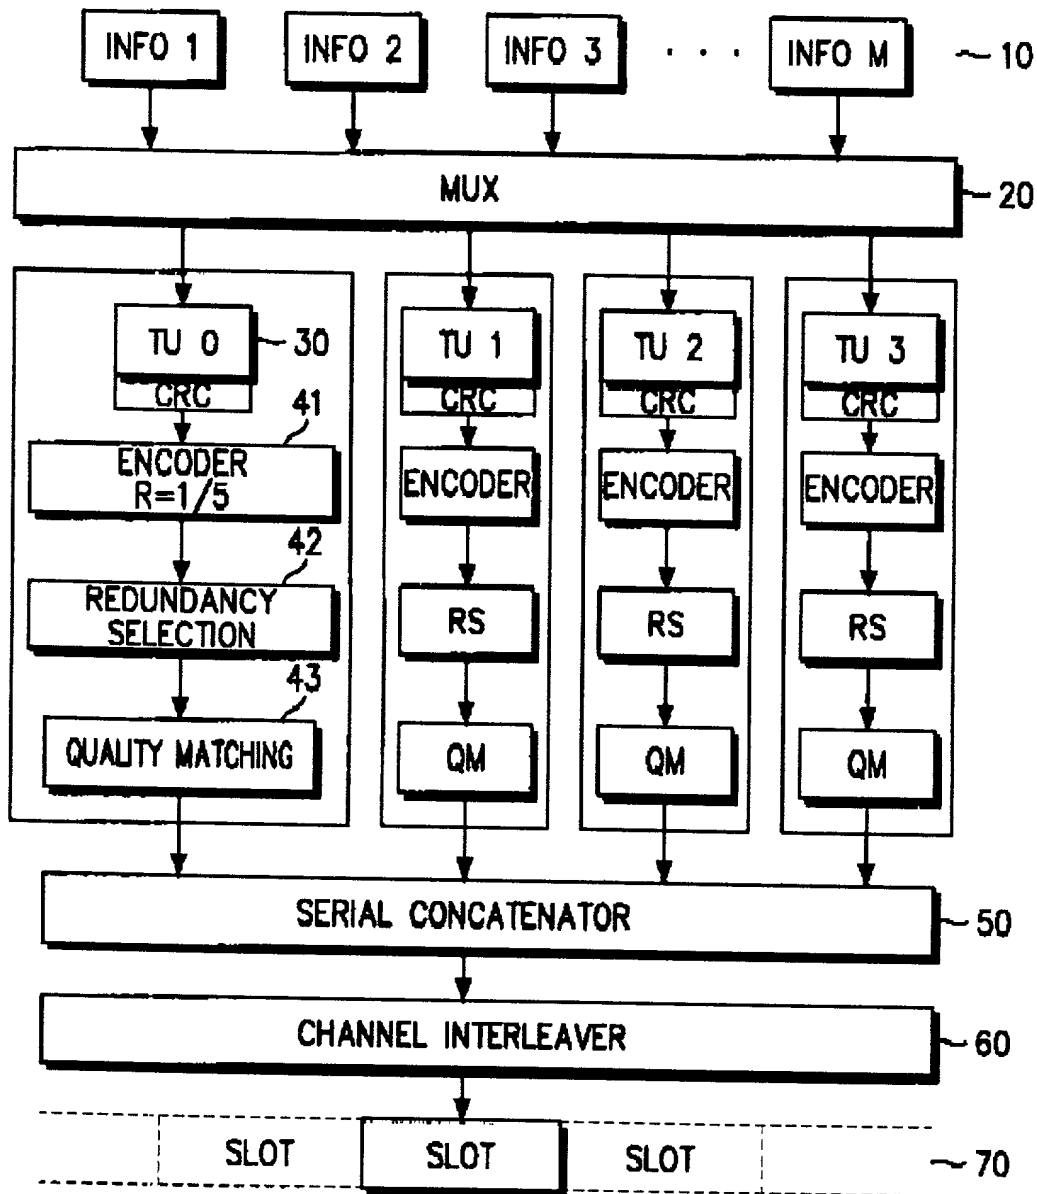 INFO 1 INFO 2 INFO 3 . . . INFO M 10
MUX 20
TU 0 30 TU 1 TU 2 TU 3
CRC CRC CRC CRC
41
ENCODER
R=1/5
ENCODER ENCODER ENCODER
42
REDUNDANCY
SELECTION
RS RS RS
43
QUALITY MATCHING QM QM QM
SERIAL CONCATENATOR 50
CHANNEL INTERLEAVER 60
SLOT SLOT SLOT 70